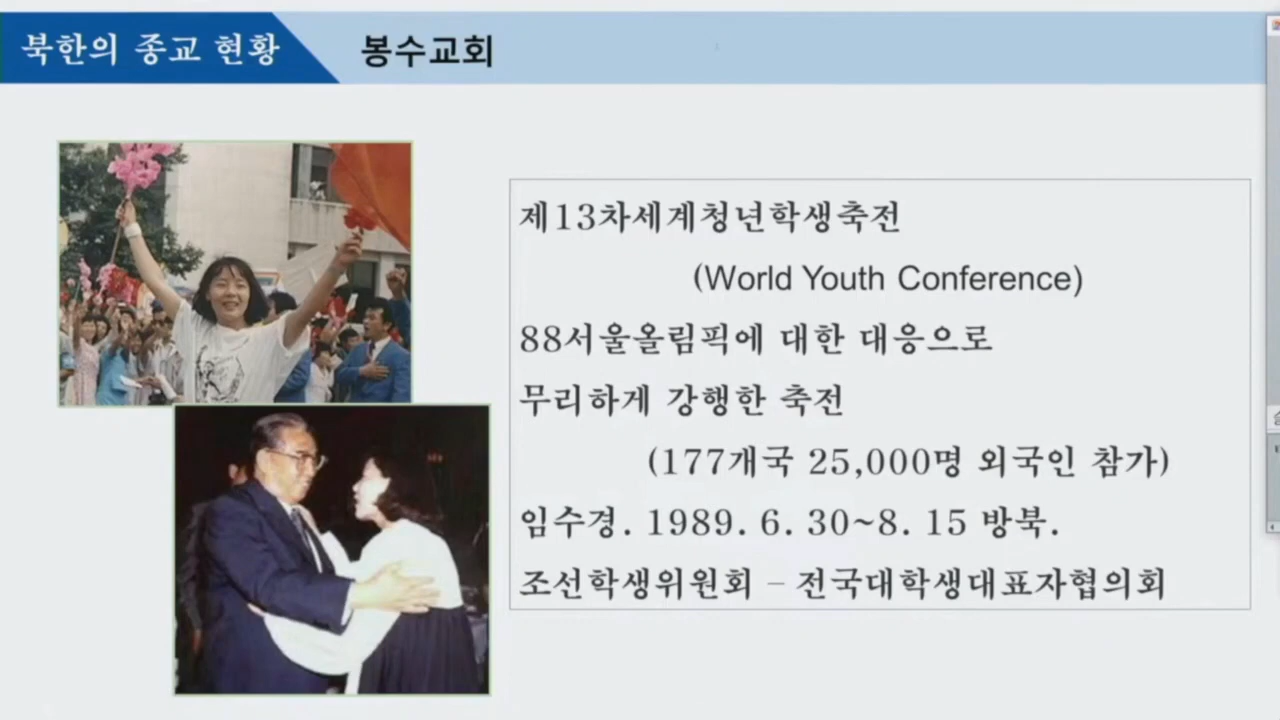 북한의 종교 현황
봉수교회
제13차세계청년학생축전
(World Youth Conference)
88서울올림픽에 대한 대응으로
무리하게 강행한 축전
(177개국 25,000명 외국인 참가)
임수경. 1989. 6. 30~8. 15 방북.
조선학생위원회 – 전국대학생대표자협의회